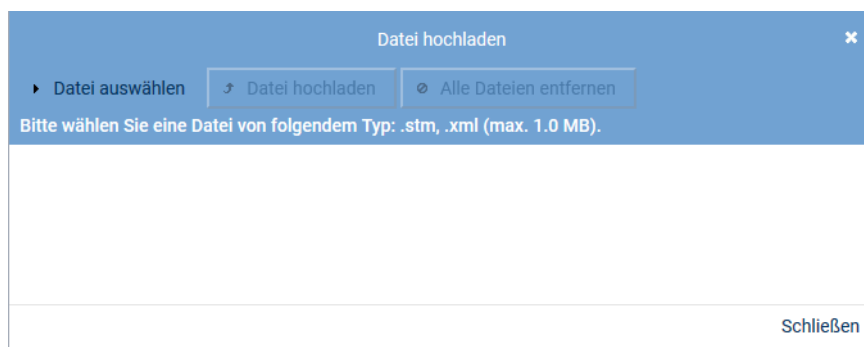 Datei hochladen
Datei auswählen Datei hochladen Alle Dateien entfernen
Bitte wählen Sie eine Datei von folgendem Typ: .stm, .xml (max. 1.0 MB).
Schließen